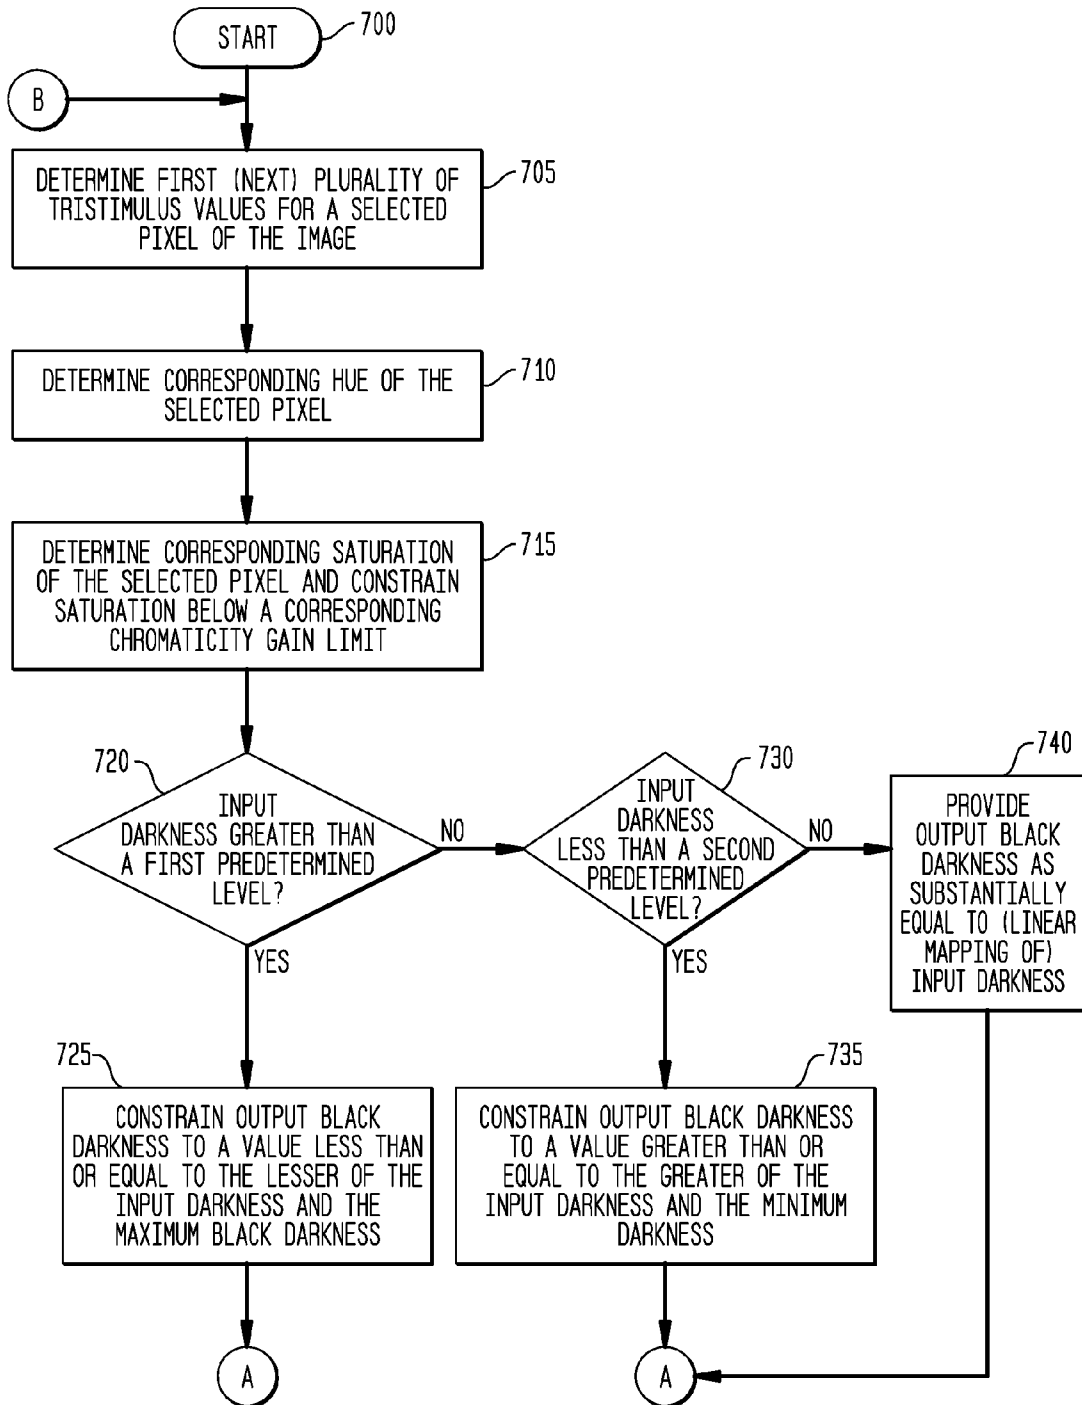 START
700
B
DETERMINE FIRST (NEXT) PLURALITY OF
TRISTIMULUS VALUES FOR A SELECTED
PIXEL OF THE IMAGE
705
DETERMINE CORRESPONDING HUE OF THE
SELECTED PIXEL
710
DETERMINE CORRESPONDING SATURATION
OF THE SELECTED PIXEL AND CONSTRAIN
SATURATION BELOW A CORRESPONDING
CHROMATICITY GAIN LIMIT
715
720
INPUT
DARKNESS GREATER THAN
A FIRST PREDETERMINED
LEVEL?
NO
YES
730
INPUT
DARKNESS
LESS THAN A SECOND
PREDETERMINED
LEVEL?
NO
YES
740
PROVIDE
OUTPUT BLACK
DARKNESS AS
SUBSTANTIALLY
EQUAL TO (LINEAR
MAPPING OF)
INPUT DARKNESS
725
CONSTRAIN OUTPUT BLACK
DARKNESS TO A VALUE LESS THAN
OR EQUAL TO THE LESSER OF THE
INPUT DARKNESS AND THE
MAXIMUM BLACK DARKNESS
735
CONSTRAIN OUTPUT BLACK DARKNESS
TO A VALUE GREATER THAN OR
EQUAL TO THE GREATER OF THE
INPUT DARKNESS AND THE MINIMUM
DARKNESS
A
A